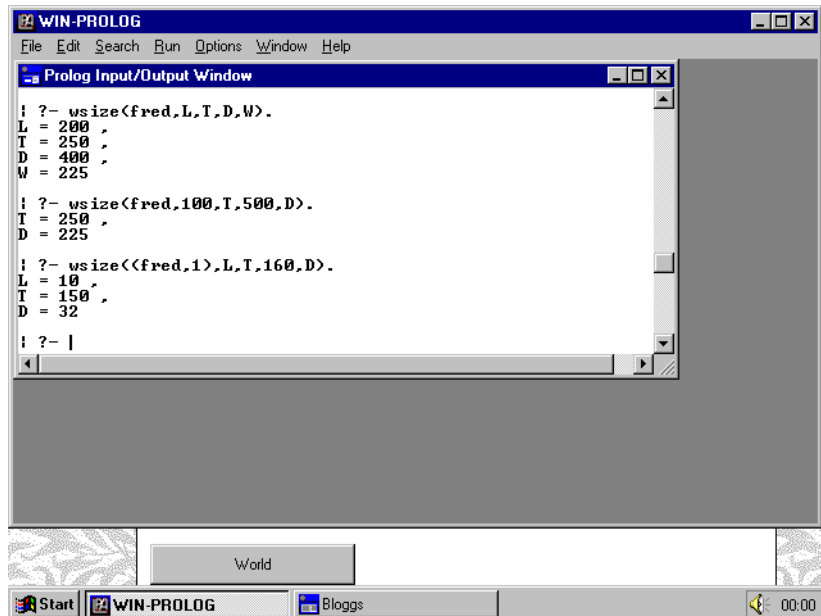 WIN-PROLOG
File Edit Search Run Options Window Help
Prolog Input/Output Window
| ?- wsize(fred,L,T,D,W).
L = 200 ,
T = 250 ,
D = 400 ,
W = 225
| ?- wsize(fred,100,T,500,D).
T = 250 ,
D = 225
| ?- wsize((fred,1),L,T,160,D).
L = 10 ,
T = 150 ,
D = 32
| ?- |
World
Start WIN-PROLOG Bloggs 00:00